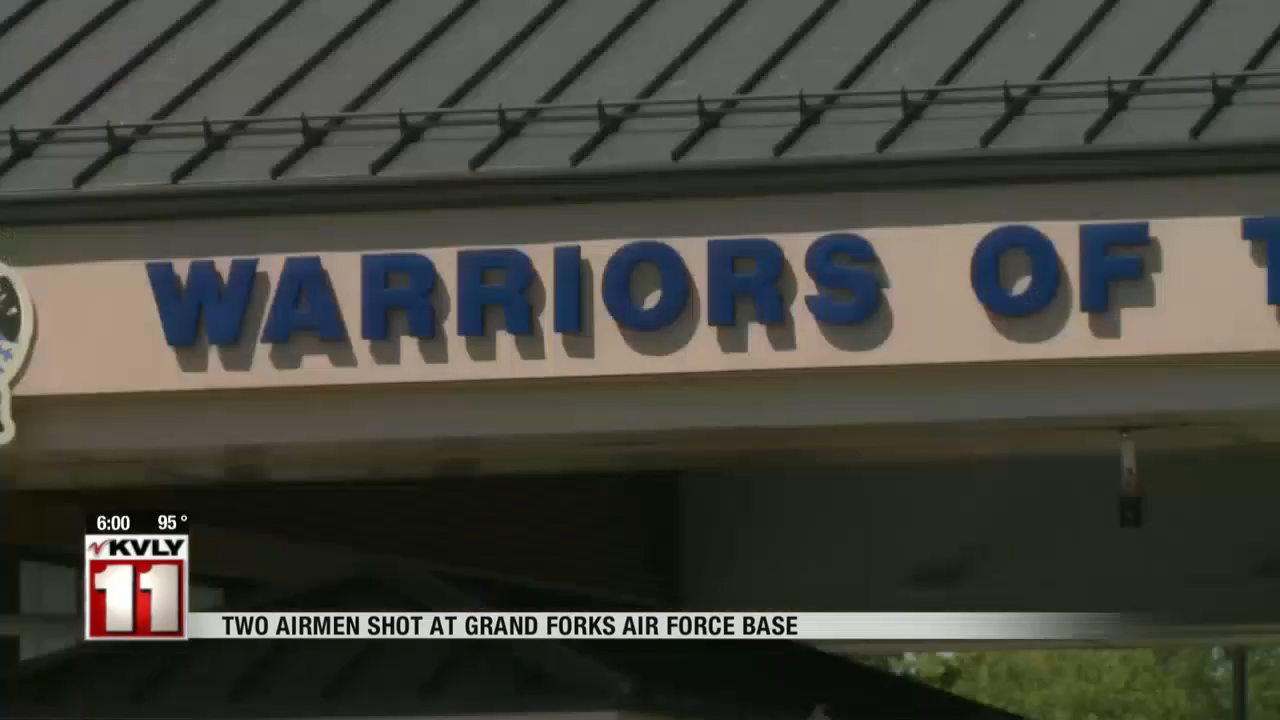 WARRIORS OF T
6:00 95°
KVLY
11
TWO AIRMEN SHOT AT GRAND FORKS AIR FORCE BASE